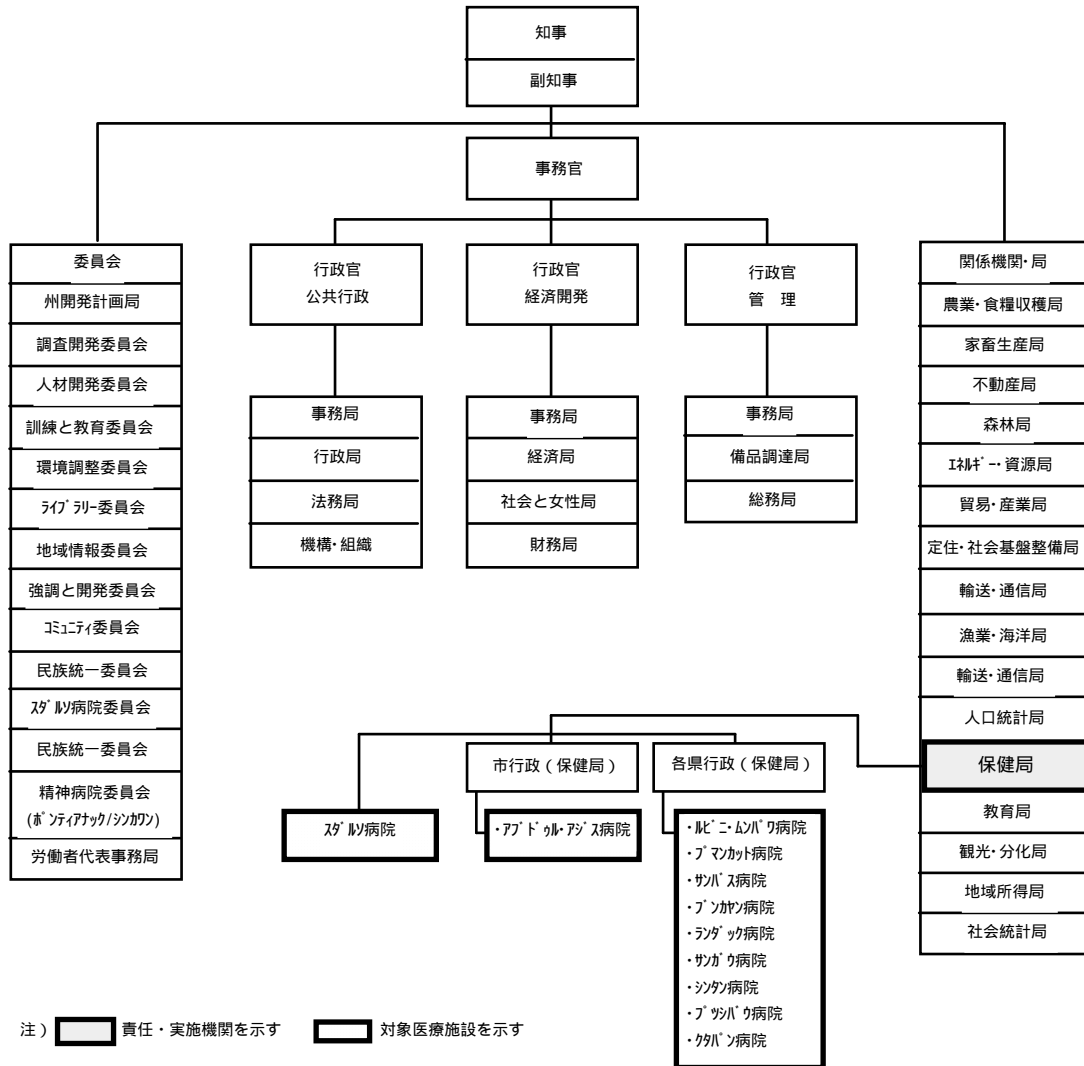 知事
副知事
事務官
委員会
州開発計画局
調査開発委員会
人材開発委員会
訓練と教育委員会
環境調整委員会
ﾗｲﾌﾞﾗﾘｰ委員会
地域情報委員会
強調と開発委員会
ｺﾐｭﾆﾃｨ委員会
民族統一委員会
ｽﾀﾞﾙｿ病院委員会
民族統一委員会
精神病院委員会
(ﾎﾟﾝﾃｨｱﾅｯｸ/ｼﾝｶﾜﾝ)
労働者代表事務局
行政官
公共行政
事務局
行政局
法務局
機構・組織
行政官
経済開発
事務局
経済局
社会と女性局
財務局
行政官
管 理
事務局
備品調達局
総務局
関係機関・局
農業・食糧収穫局
家畜生産局
不動産局
森林局
ｴﾈﾙｷﾞｰ・資源局
貿易・産業局
定住・社会基盤整備局
輸送・通信局
漁業・海洋局
輸送・通信局
人口統計局
保健局
教育局
観光・分化局
地域所得局
社会統計局
ｽﾀﾞﾙｿ病院
市行政（保健局）
・ｱﾌﾞﾄﾞｩﾙ・ｱｼﾞｽ病院
各県行政（保健局）
・ﾙﾋﾞﾆ・ﾑﾝﾊﾟﾜ病院
・ﾌﾟﾏﾝｶｯﾄ病院
・ｻﾝﾊﾞｽ病院
・ﾌﾞﾝｶﾔﾝ病院
・ﾗﾝﾀﾞｯｸ病院
・ｻﾝｶﾞｳ病院
・ｼﾝﾀﾝ病院
・ﾌﾟﾂｼﾊﾞｳ病院
・ｸﾀﾊﾟﾝ病院
注） 責任・実施機関を示す 対象医療施設を示す